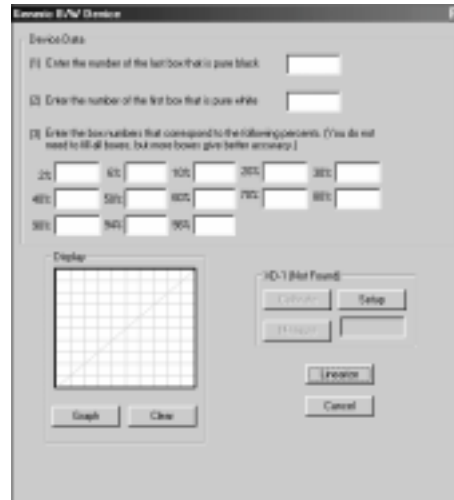 Generic B/W Device
Device Data
(1) Enter the number of the last box that is pure black
(2) Enter the number of the first box that is pure white
(3) Enter the box numbers that correspond to the following percents. (You do not
need to fill all boxes, but more boxes give better accuracy.)
2% 6% 10% 20% 30%
40% 50% 60% 70% 80%
90% 94% 96%
Display
XD-1 (Not Found)
Calibrate Setup
Graph Clear
Linearize
Cancel